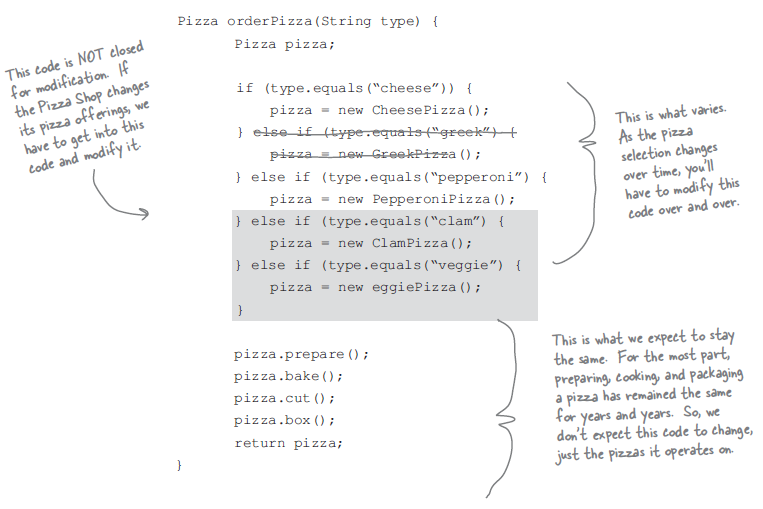 Pizza orderPizza(String type) {
Pizza pizza;
This code is NOT closed
for modification. If
the Pizza Shop changes
its pizza offerings, we
have to get into this
code and modify it.
if (type.equals(“cheese”)) {
pizza = new CheesePizza();
} else if (type.equals(“greek”) {
pizza = new GreekPizza();
} else if (type.equals(“pepperoni”) {
pizza = new PepperoniPizza();
} else if (type.equals(“clam”) {
pizza = new ClamPizza();
} else if (type.equals(“veggie”) {
pizza = new eggiePizza();
}
This is what varies.
As the pizza
selection changes
over time, you’ll
have to modify this
code over and over.
pizza.prepare();
pizza.bake();
pizza.cut();
pizza.box();
return pizza;
}
This is what we expect to stay
the same. For the most part,
preparing, cooking, and packaging
a pizza has remained the same
for years and years. So, we
don’t expect this code to change,
just the pizzas it operates on.